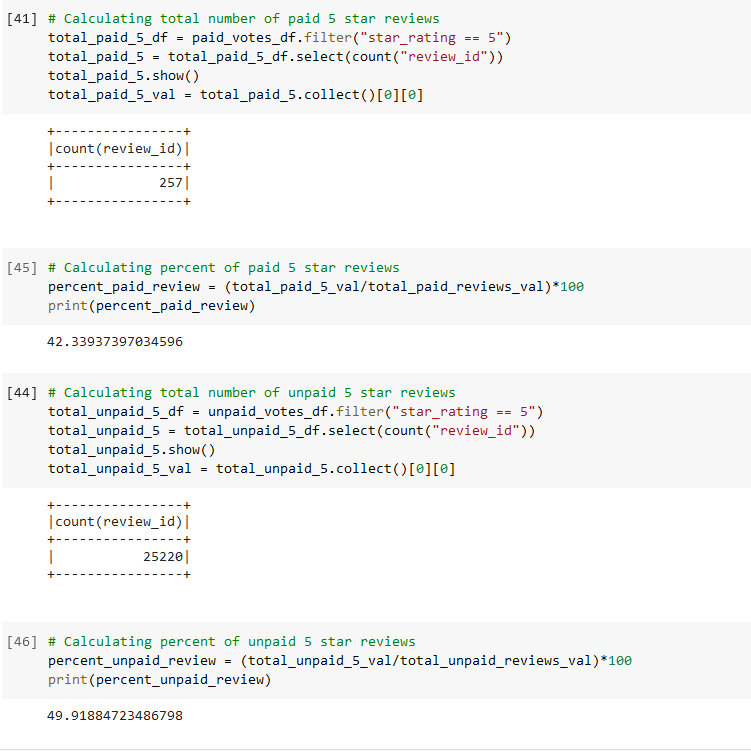 [41] # Calculating total number of paid 5 star reviews
total_paid_5_df = paid_votes_df.filter("star_rating == 5")
total_paid_5 = total_paid_5_df.select(count("review_id"))
total_paid_5.show()
total_paid_5_val = total_paid_5.collect()[0][0]
+----------------+
|count(review_id)|
+----------------+
|             257|
+----------------+
[45] # Calculating percent of paid 5 star reviews
percent_paid_review = (total_paid_5_val/total_paid_reviews_val)*100
print(percent_paid_review)
42.33937397034596
[44] # Calculating total number of unpaid 5 star reviews
total_unpaid_5_df = unpaid_votes_df.filter("star_rating == 5")
total_unpaid_5 = total_unpaid_5_df.select(count("review_id"))
total_unpaid_5.show()
total_unpaid_5_val = total_unpaid_5.collect()[0][0]
+----------------+
|count(review_id)|
+----------------+
|           25220|
+----------------+
[46] # Calculating percent of unpaid 5 star reviews
percent_unpaid_review = (total_unpaid_5_val/total_unpaid_reviews_val)*100
print(percent_unpaid_review)
49.91884723486798